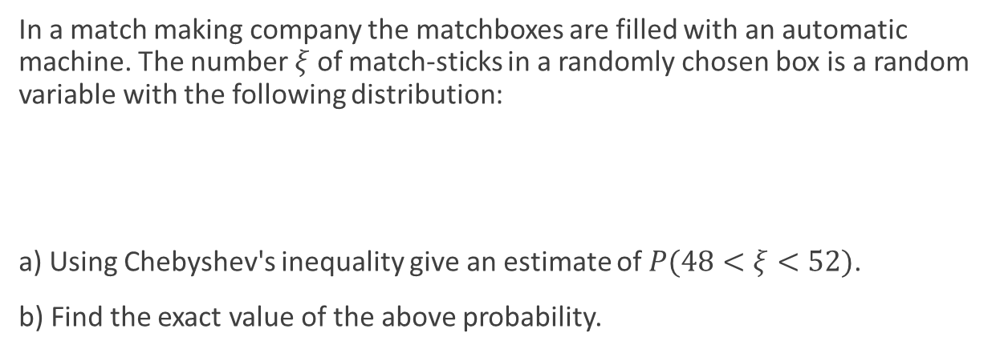 In a match making company the matchboxes are filled with an automatic
machine. The number ξ of match-sticks in a randomly chosen box is a random
variable with the following distribution:
a) Using Chebyshev's inequality give an estimate of P(48 < ξ < 52).
b) Find the exact value of the above probability.